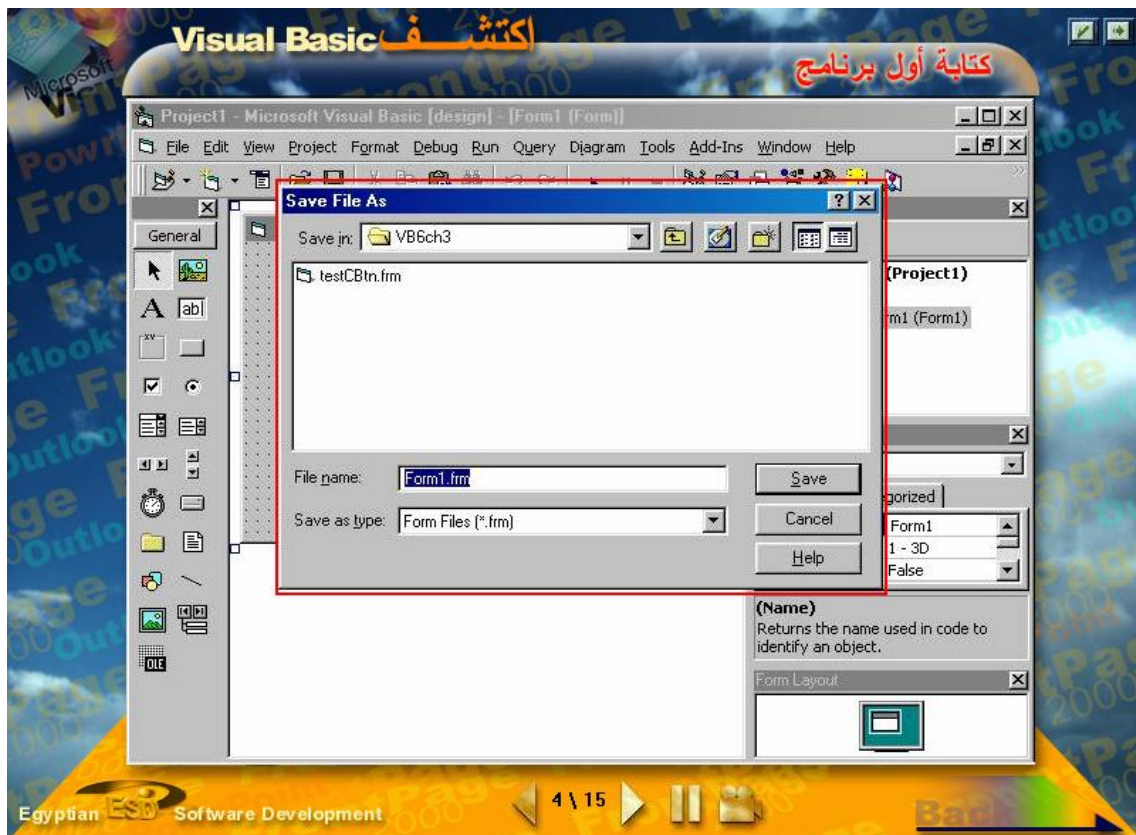 اكتشف Visual Basic
كتابة أول برنامج
Microsoft
Project1 - Microsoft Visual Basic [design] - [Form1 (Form)]
File Edit View Project Format Debug Run Query Diagram Tools Add-Ins Window Help
Save File As
Save in: VB6ch3
General
testCBtn.frm
(Project1)
A ab|
rm1 (Form1)
xv
File name: Form1.frm
Save
Save as type: Form Files (*.frm)
Cancel
Help
gorized
Form1
1 - 3D
False
OLE
(Name)
Returns the name used in code to
identify an object.
Form Layout
4 \ 15
Egyptian ESD Software Development
Back